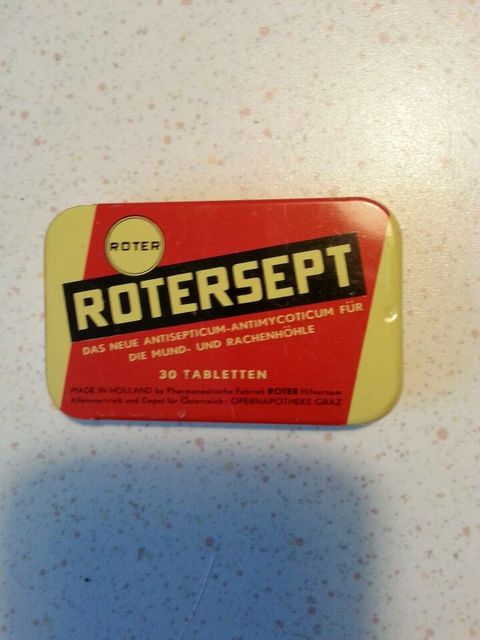 ROTER
ROTERSEPT
DAS NEUE ANTISEPTICUM-ANTIMYCOTICUM FÜR
DIE MUND- UND RACHENHÖHLE
30 TABLETTEN
MADE IN HOLLAND by Pharmaceutische Fabriek ROTER Hilversum
Alleinvertrieb und Depot für Österreich: OPERNAPOTHEKE GRAZ